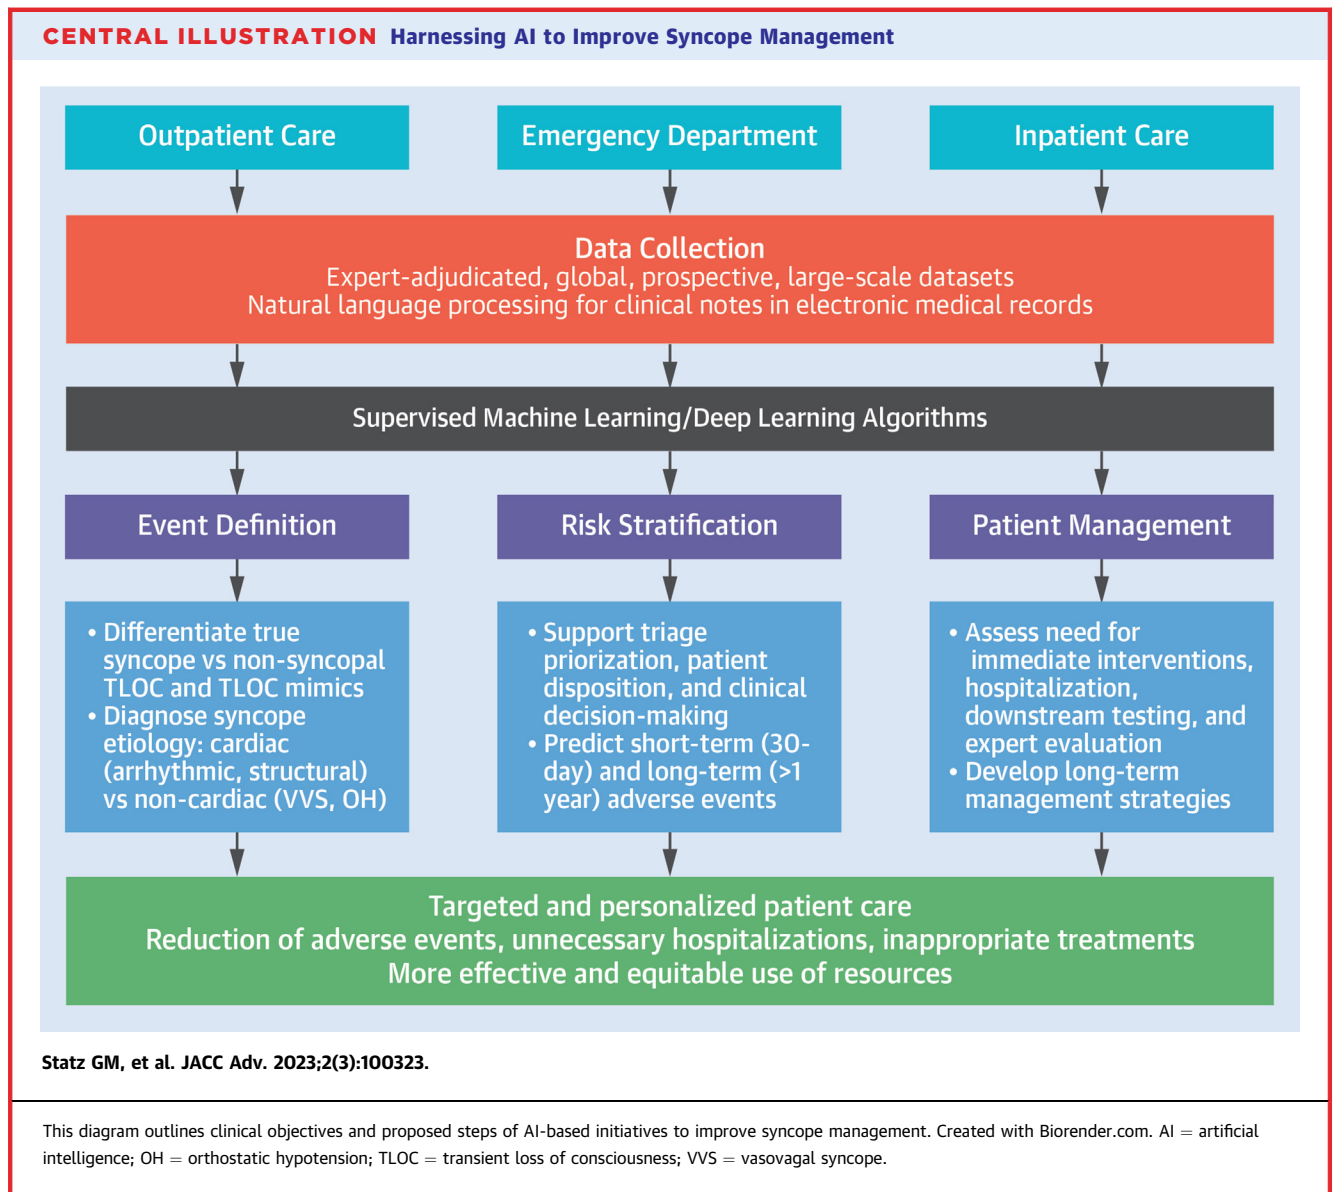 CENTRAL ILLUSTRATION Harnessing AI to Improve Syncope Management
Outpatient Care
Emergency Department
Inpatient Care
Data Collection
Expert-adjudicated, global, prospective, large-scale datasets
Natural language processing for clinical notes in electronic medical records
Supervised Machine Learning/Deep Learning Algorithms
Event Definition
Risk Stratification
Patient Management
• Differentiate true
syncope vs non-syncopal
TLOC and TLOC mimics
• Diagnose syncope
etiology: cardiac
(arrhythmic, structural)
vs non-cardiac (VVS, OH)
• Support triage
priorization, patient
disposition, and clinical
decision-making
• Predict short-term (30-
day) and long-term (>1
year) adverse events
• Assess need for
immediate interventions,
hospitalization,
downstream testing, and
expert evaluation
• Develop long-term
management strategies
Targeted and personalized patient care
Reduction of adverse events, unnecessary hospitalizations, inappropriate treatments
More effective and equitable use of resources
Statz GM, et al. JACC Adv. 2023;2(3):100323.
This diagram outlines clinical objectives and proposed steps of AI-based initiatives to improve syncope management. Created with Biorender.com. AI = artificial
intelligence; OH = orthostatic hypotension; TLOC = transient loss of consciousness; VVS = vasovagal syncope.